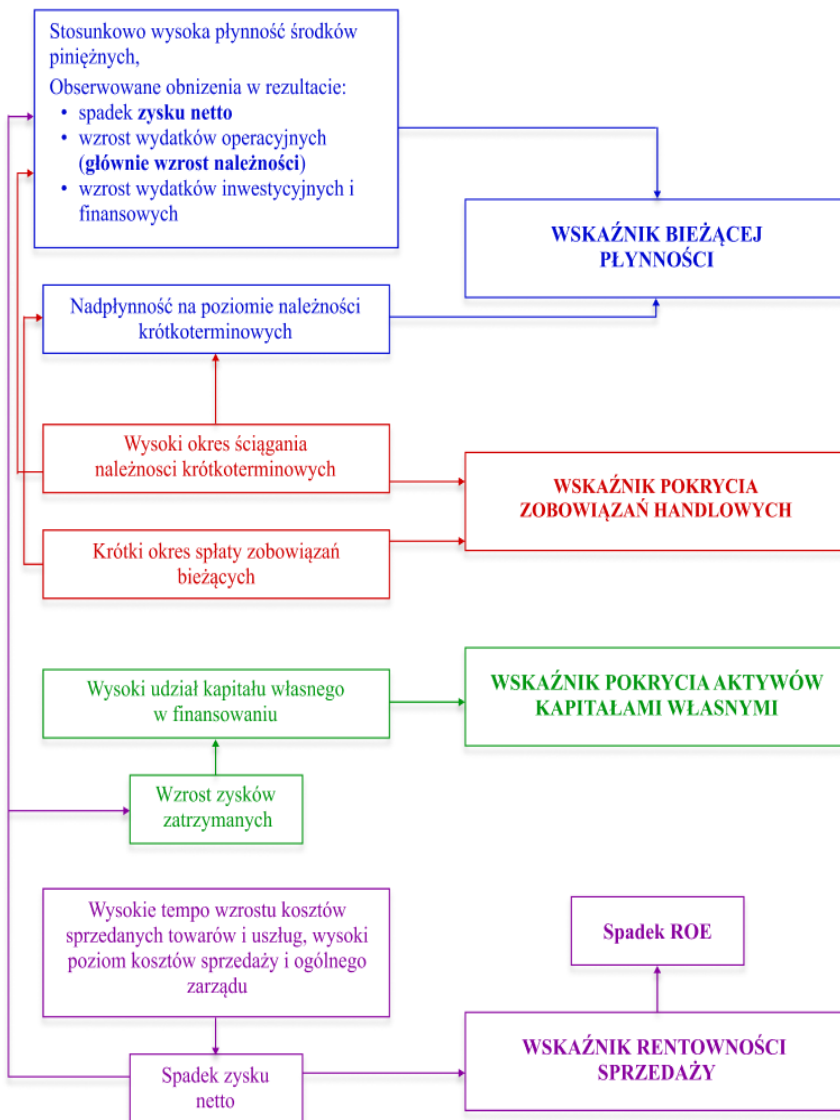 Stosunkowo wysoka płynność środków
piniężnych,
Obserwowane obnizenia w rezultacie:
• spadek zysku netto
• wzrost wydatków operacyjnych
(głównie wzrost należności)
• wzrost wydatków inwestycyjnych i
finansowych
WSKAŹNIK BIEŻĄCEJ
PŁYNNOŚCI
Nadpłynność na poziomie należności
krótkoterminowych
Wysoki okres ściągania
należnosci krótkoterminowych
WSKAŹNIK POKRYCIA
ZOBOWIĄZAŃ HANDLOWYCH
Krótki okres spłaty zobowiązań
bieżących
Wysoki udział kapitału własnego
w finansowaniu
WSKAŹNIK POKRYCIA AKTYWÓW
KAPITAŁAMI WŁASNYMI
Wzrost zysków
zatrzymanych
Wysokie tempo wzrostu kosztów
sprzedanych towarów i uszług, wysoki
poziom kosztów sprzedaży i ogólnego
zarządu
Spadek ROE
WSKAŹNIK RENTOWNOŚCI
SPRZEDAŻY
Spadek zysku
netto